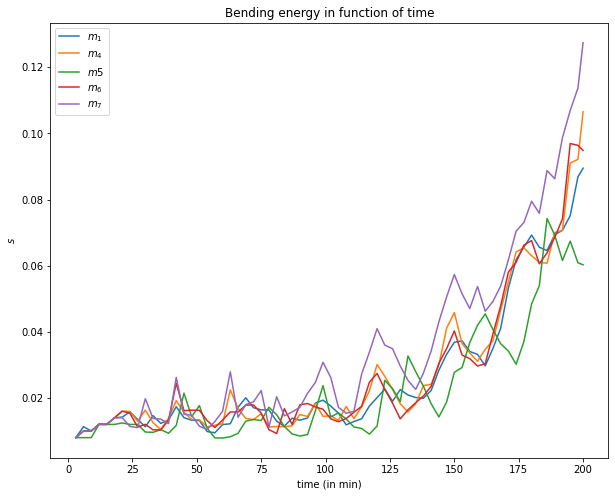 Bending energy in function of time
m₁
m₄
m5
m₆
m₇
0.12
0.10
0.08
0.06
0.04
0.02
s
0 25 50 75 100 125 150 175 200
time (in min)